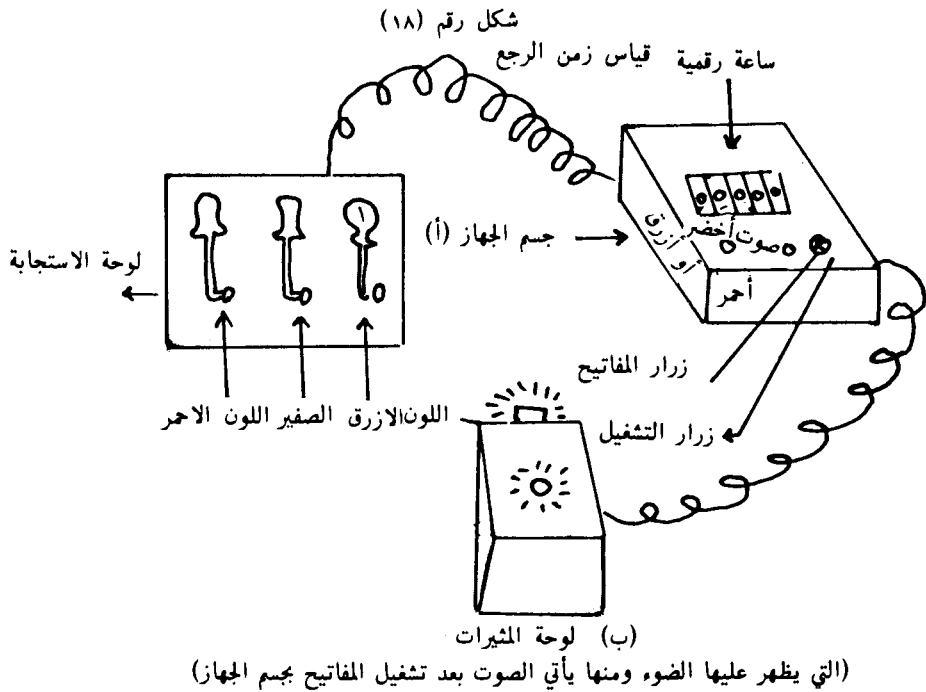 شكل رقم (١٨)
ساعة رقمية قياس زمن الرجع
o o o o o
أو أزرق
أخضر
صوت
أحمر
جسم الجهاز (أ)
١
لوحة الاستجابة
زرار المفاتيح
زرار التشغيل
اللون الازرق الصفير اللون الاحمر
(ب) لوحة المثيرات
(التي يظهر عليها الضوء ومنها يأتي الصوت بعد تشغيل المفاتيح بجسم الجهاز)